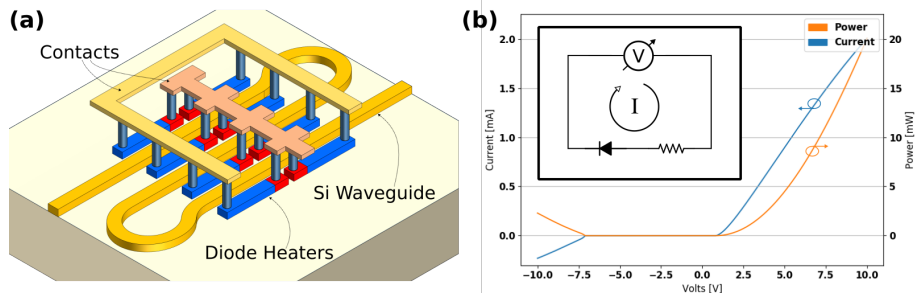 (a)
Contacts
Si Waveguide
Diode Heaters
(b)
Power
Current
V
I
2.0
1.5
1.0
0.5
0.0
Current [mA]
20
15
10
5
0
Power [mW]
−10.0 −7.5 −5.0 −2.5 0.0 2.5 5.0 7.5 10.0
Volts [V]